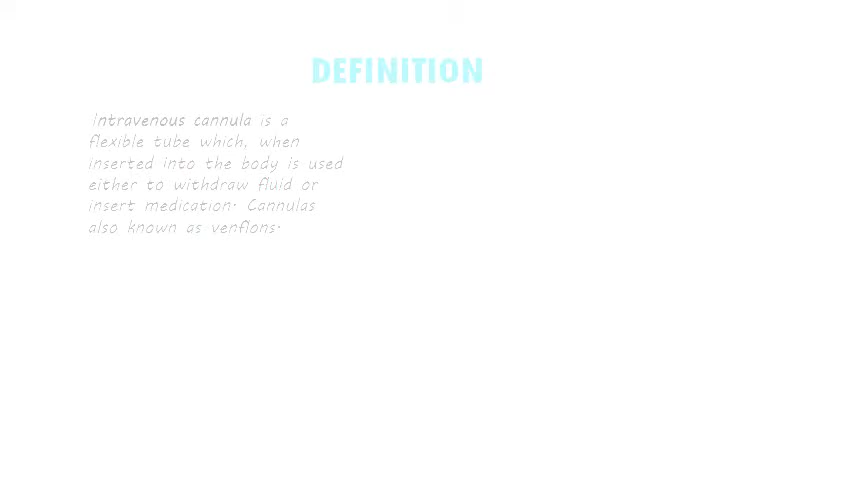 DEFINITION
Intravenous cannula is a
flexible tube which, when
inserted into the body is used
either to withdraw fluid or
insert medication. Cannulas
also known as venflons.